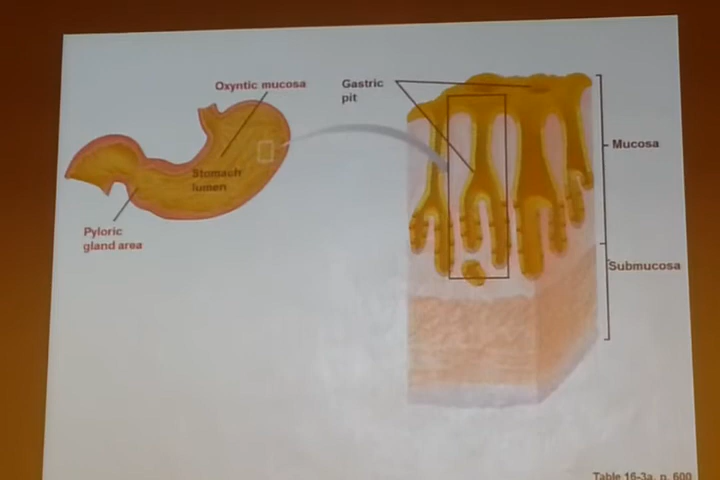 Oxyntic mucosa
Gastric
pit
Stomach
lumen
Pyloric
gland area
Mucosa
Submucosa
Table 16-3a, p. 600